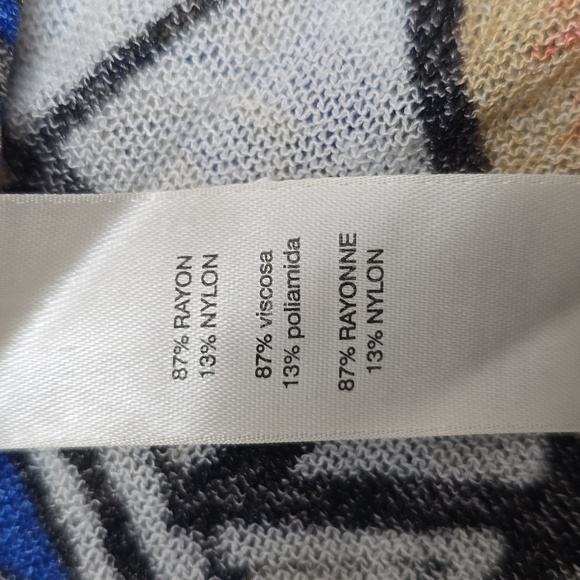 87% RAYON
13% NYLON
87% viscosa
13% poliamida
87% RAYONNE
13% NYLON